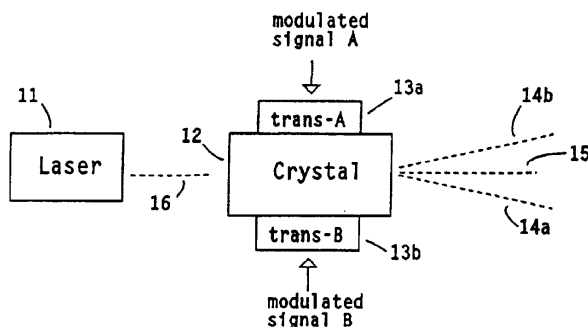 modulated
signal A
11
13a
14b
trans-A
12
15
Laser
Crystal
16
trans-B
14a
13b
modulated
signal B